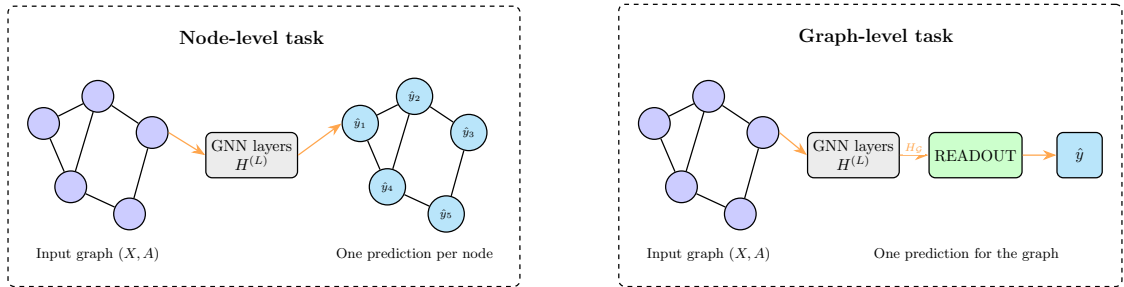 Node-level task
ŷ₂
ŷ₁
ŷ₃
GNN layers
H^(L)
ŷ₄
ŷ₅
Input graph (X, A)
One prediction per node
Graph-level task
GNN layers
H^(L)
H_𝒢
READOUT
ŷ
Input graph (X, A)
One prediction for the graph